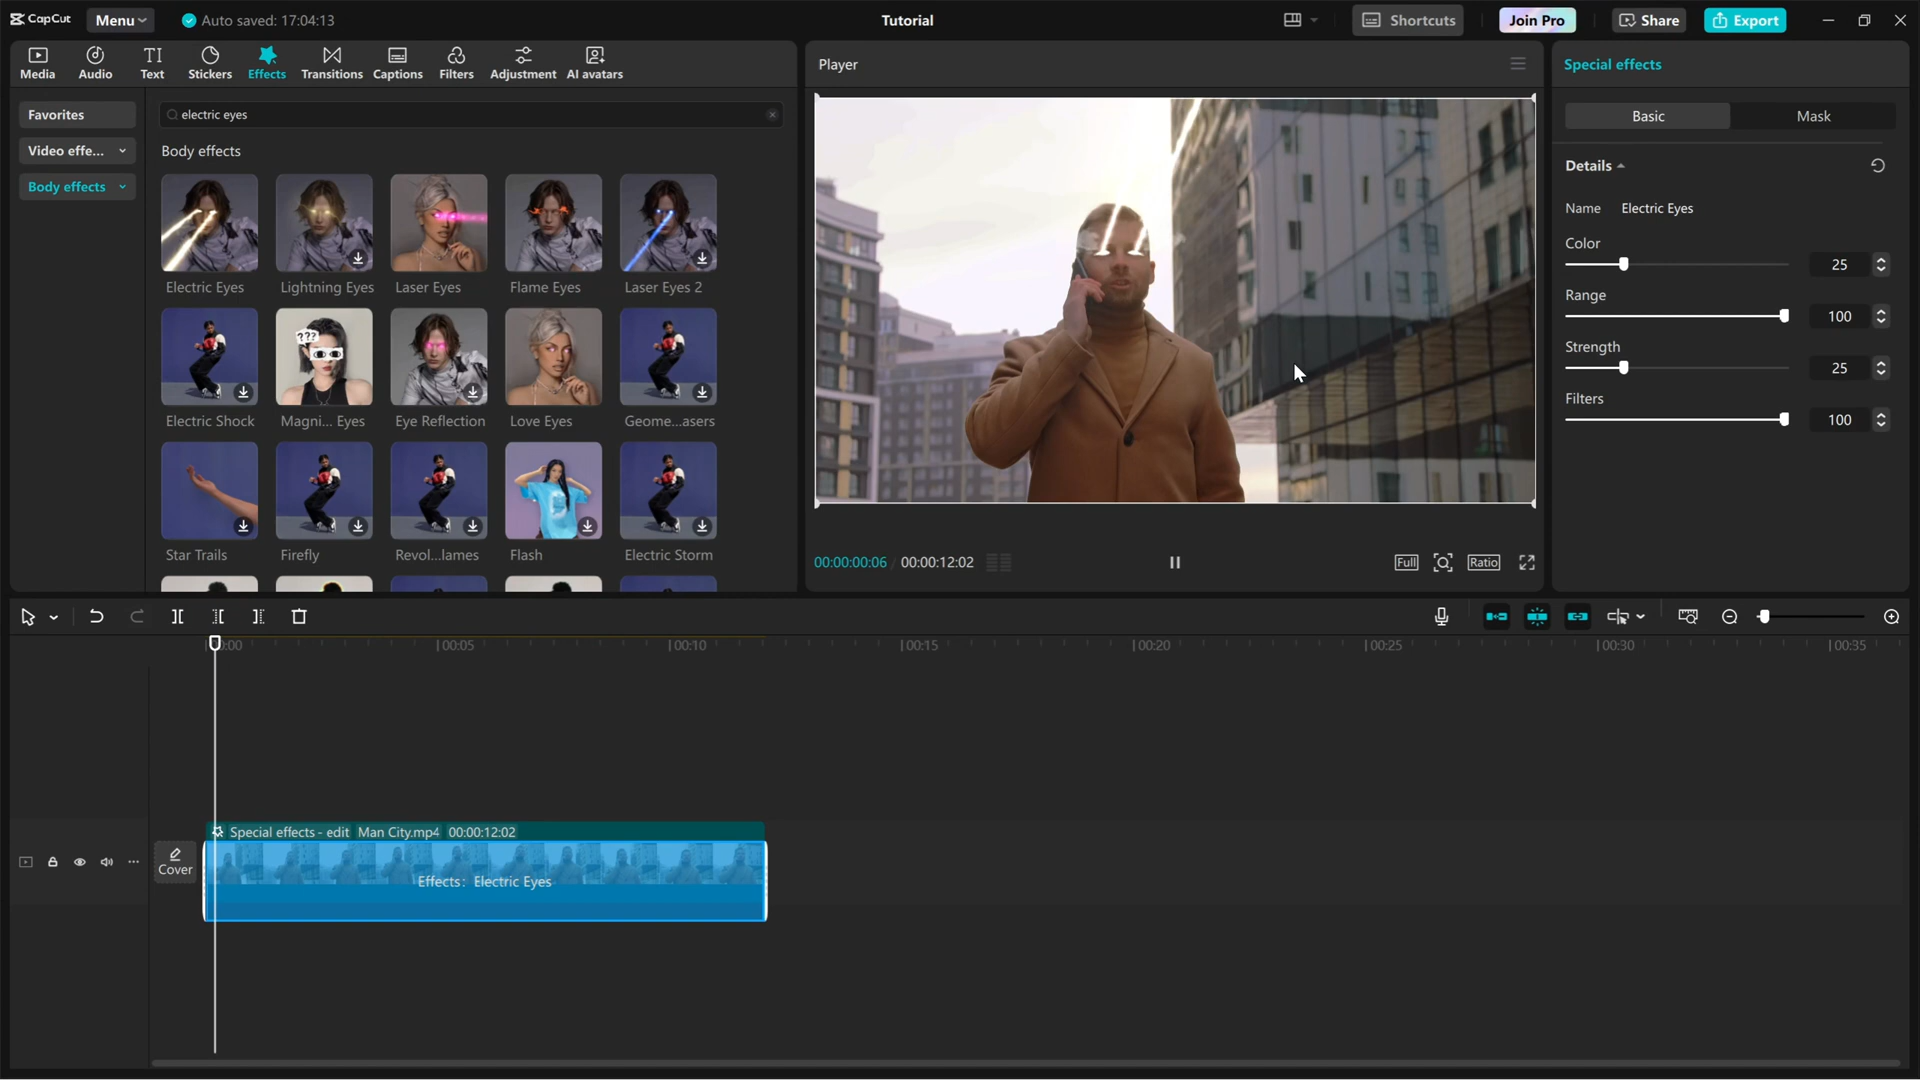 CapCut
Menu
Auto saved: 17:04:13
Tutorial
Shortcuts
Join Pro
Share
Export
Media
Audio
Text
Stickers
Effects
Transitions
Captions
Filters
Adjustment
AI avatars
Favorites
Video effe...
Body effects
electric eyes
Body effects
Electric Eyes
Lightning Eyes
Laser Eyes
Flame Eyes
Laser Eyes 2
???
Electric Shock
Magni... Eyes
Eye Reflection
Love Eyes
Geome...asers
Star Trails
Firefly
Revol...lames
Flash
Electric Storm
Player
00:00:00:06 / 00:00:12:02
Full
Ratio
Special effects
Basic
Mask
Details
Name Electric Eyes
Color
25
Range
100
Strength
25
Filters
100
00:05
00:10
00:15
00:20
00:25
00:30
00:35
Special effects - edit Man City.mp4 00:00:12:02
Cover
Effects: Electric Eyes